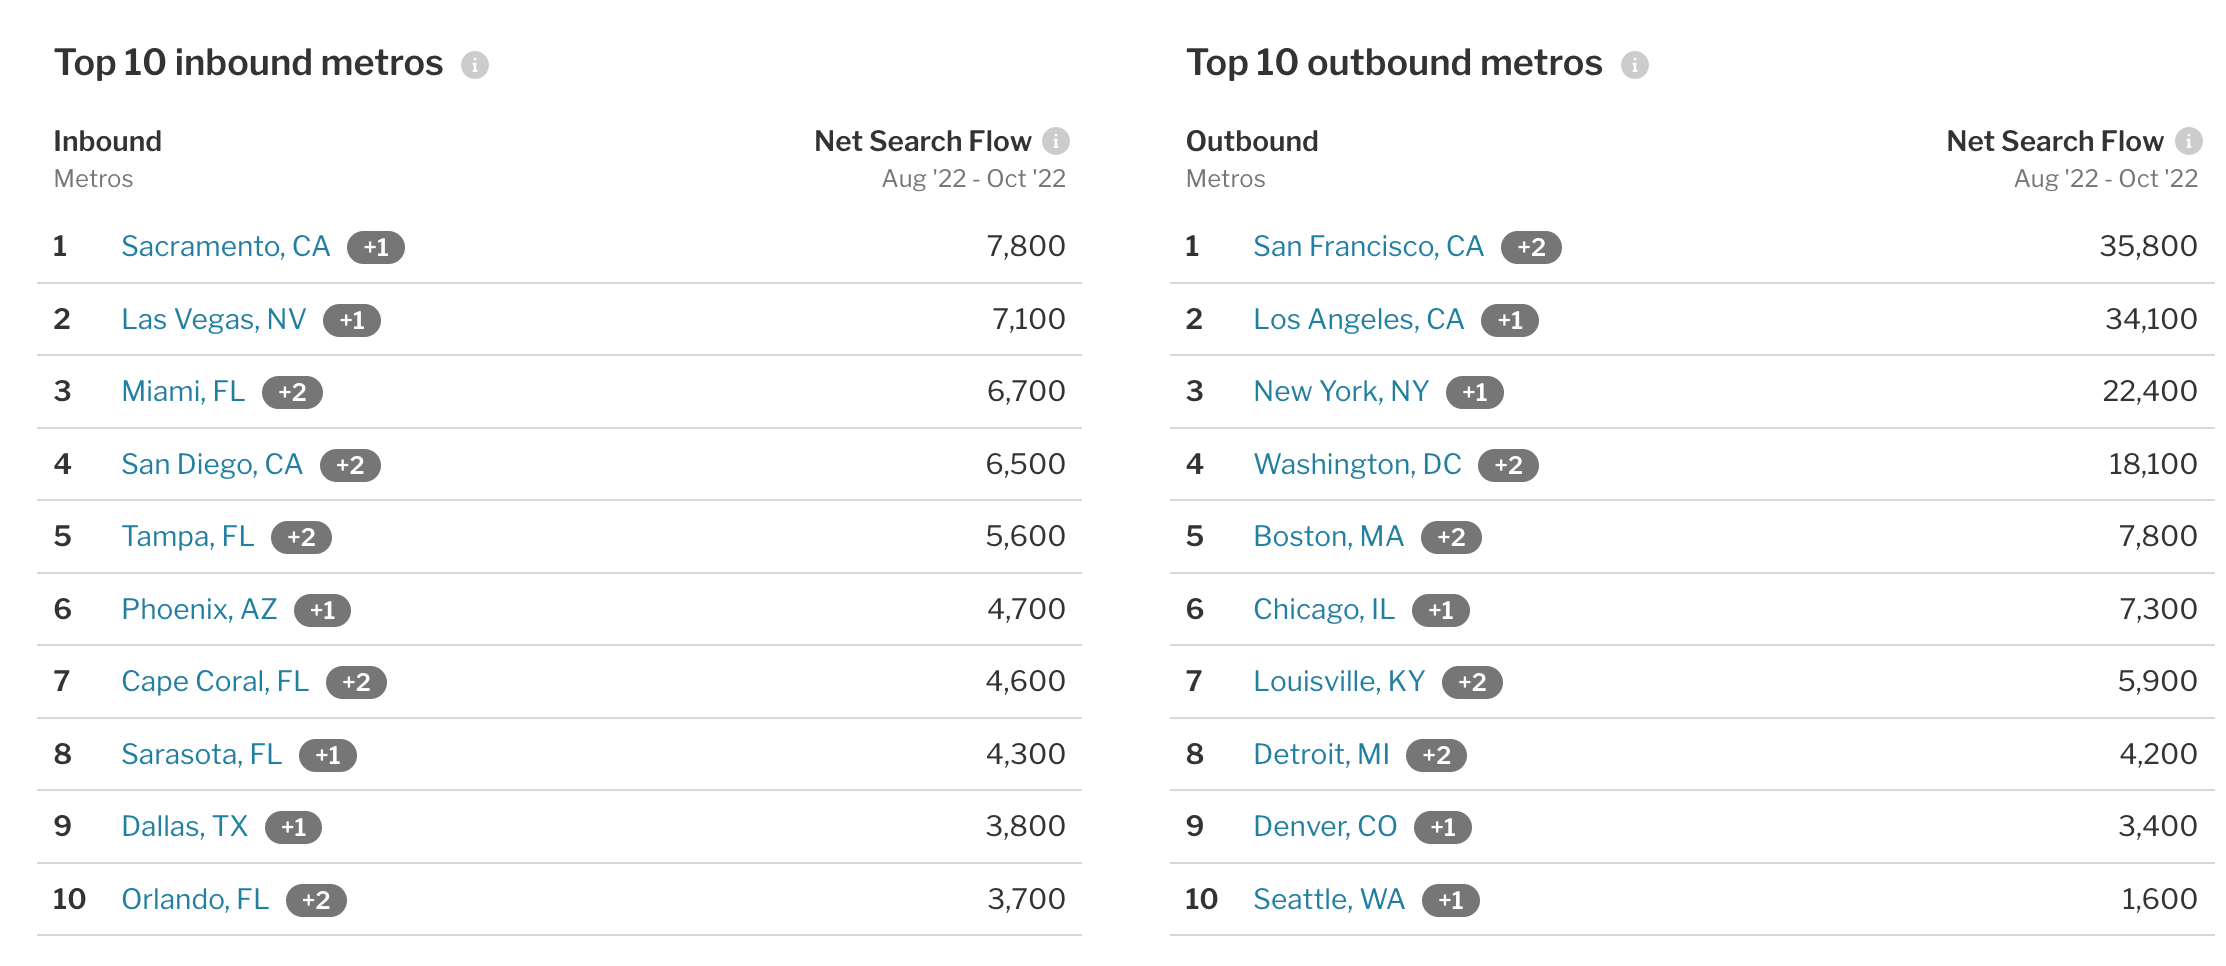 Top 10 inbound metros
Inbound Net Search Flow
Metros Aug '22 - Oct '22
1 Sacramento, CA +1 7,800
2 Las Vegas, NV +1 7,100
3 Miami, FL +2 6,700
4 San Diego, CA +2 6,500
5 Tampa, FL +2 5,600
6 Phoenix, AZ +1 4,700
7 Cape Coral, FL +2 4,600
8 Sarasota, FL +1 4,300
9 Dallas, TX +1 3,800
10 Orlando, FL +2 3,700
Top 10 outbound metros
Outbound Net Search Flow
Metros Aug '22 - Oct '22
1 San Francisco, CA +2 35,800
2 Los Angeles, CA +1 34,100
3 New York, NY +1 22,400
4 Washington, DC +2 18,100
5 Boston, MA +2 7,800
6 Chicago, IL +1 7,300
7 Louisville, KY +2 5,900
8 Detroit, MI +2 4,200
9 Denver, CO +1 3,400
10 Seattle, WA +1 1,600